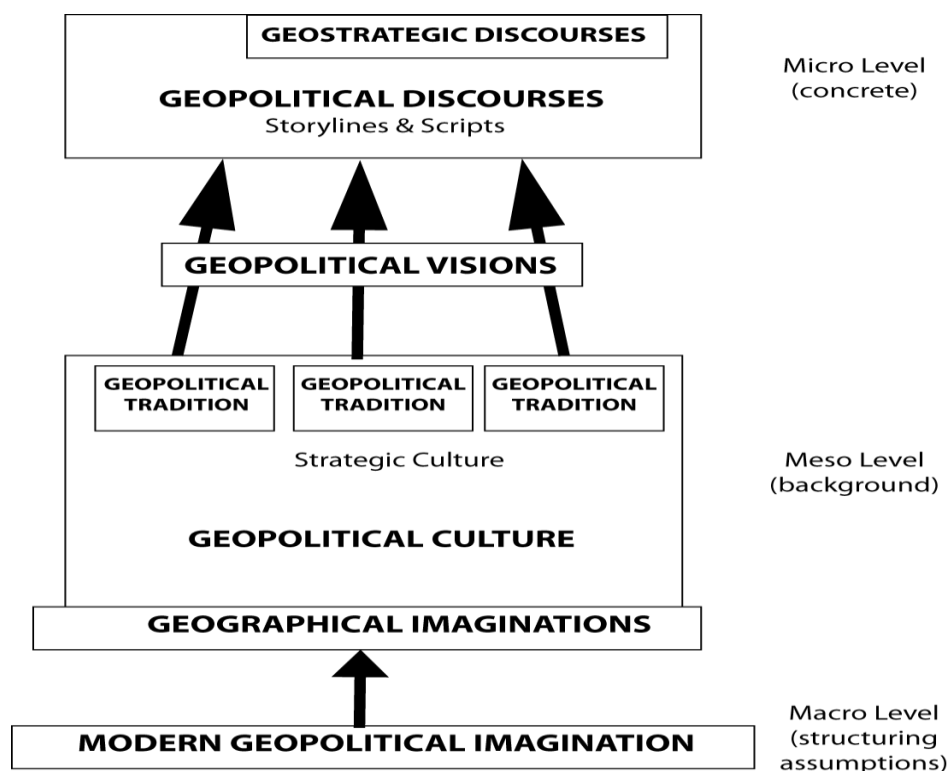 GEOSTRATEGIC DISCOURSES
GEOPOLITICAL DISCOURSES
Storylines & Scripts
Micro Level
(concrete)
GEOPOLITICAL VISIONS
GEOPOLITICAL
TRADITION
GEOPOLITICAL
TRADITION
GEOPOLITICAL
TRADITION
Strategic Culture
GEOPOLITICAL CULTURE
Meso Level
(background)
GEOGRAPHICAL IMAGINATIONS
MODERN GEOPOLITICAL IMAGINATION
Macro Level
(structuring
assumptions)